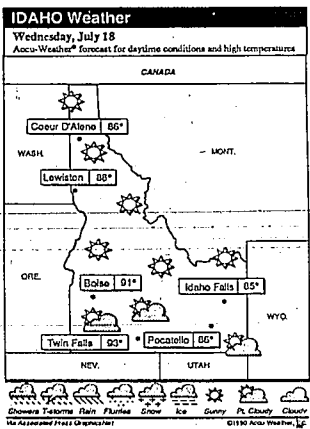 IDAHO Weather
Wednesday, July 18
Accu-Weather® forecast for daytime conditions and high temperatures
CANADA
Coeur D'Alene 86°
WASH.
MONT.
Lewiston 88°
ORE.
Boise 91°
Idaho Falls 85°
WYO.
Twin Falls 93°
Pocatello 86°
NEV.
UTAH
Showers T-storms Rain Flurries Snow Ice Sunny Pt. Cloudy Cloudy
Via Associated Press GraphicsNet
©1990 Accu-Weather, Inc.